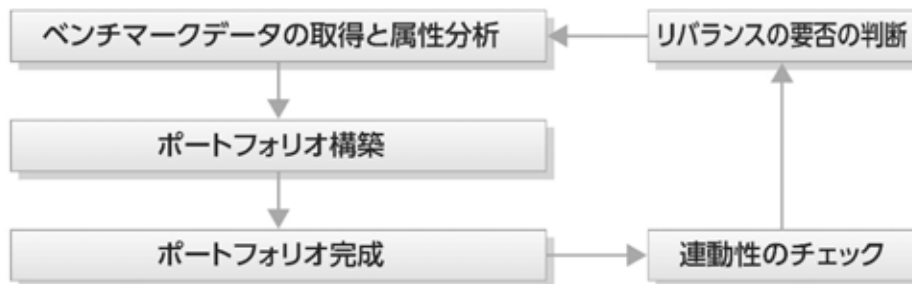 ベンチマークデータの取得と属性分析
リバランスの要否の判断
ポートフォリオ構築
ポートフォリオ完成
連動性のチェック